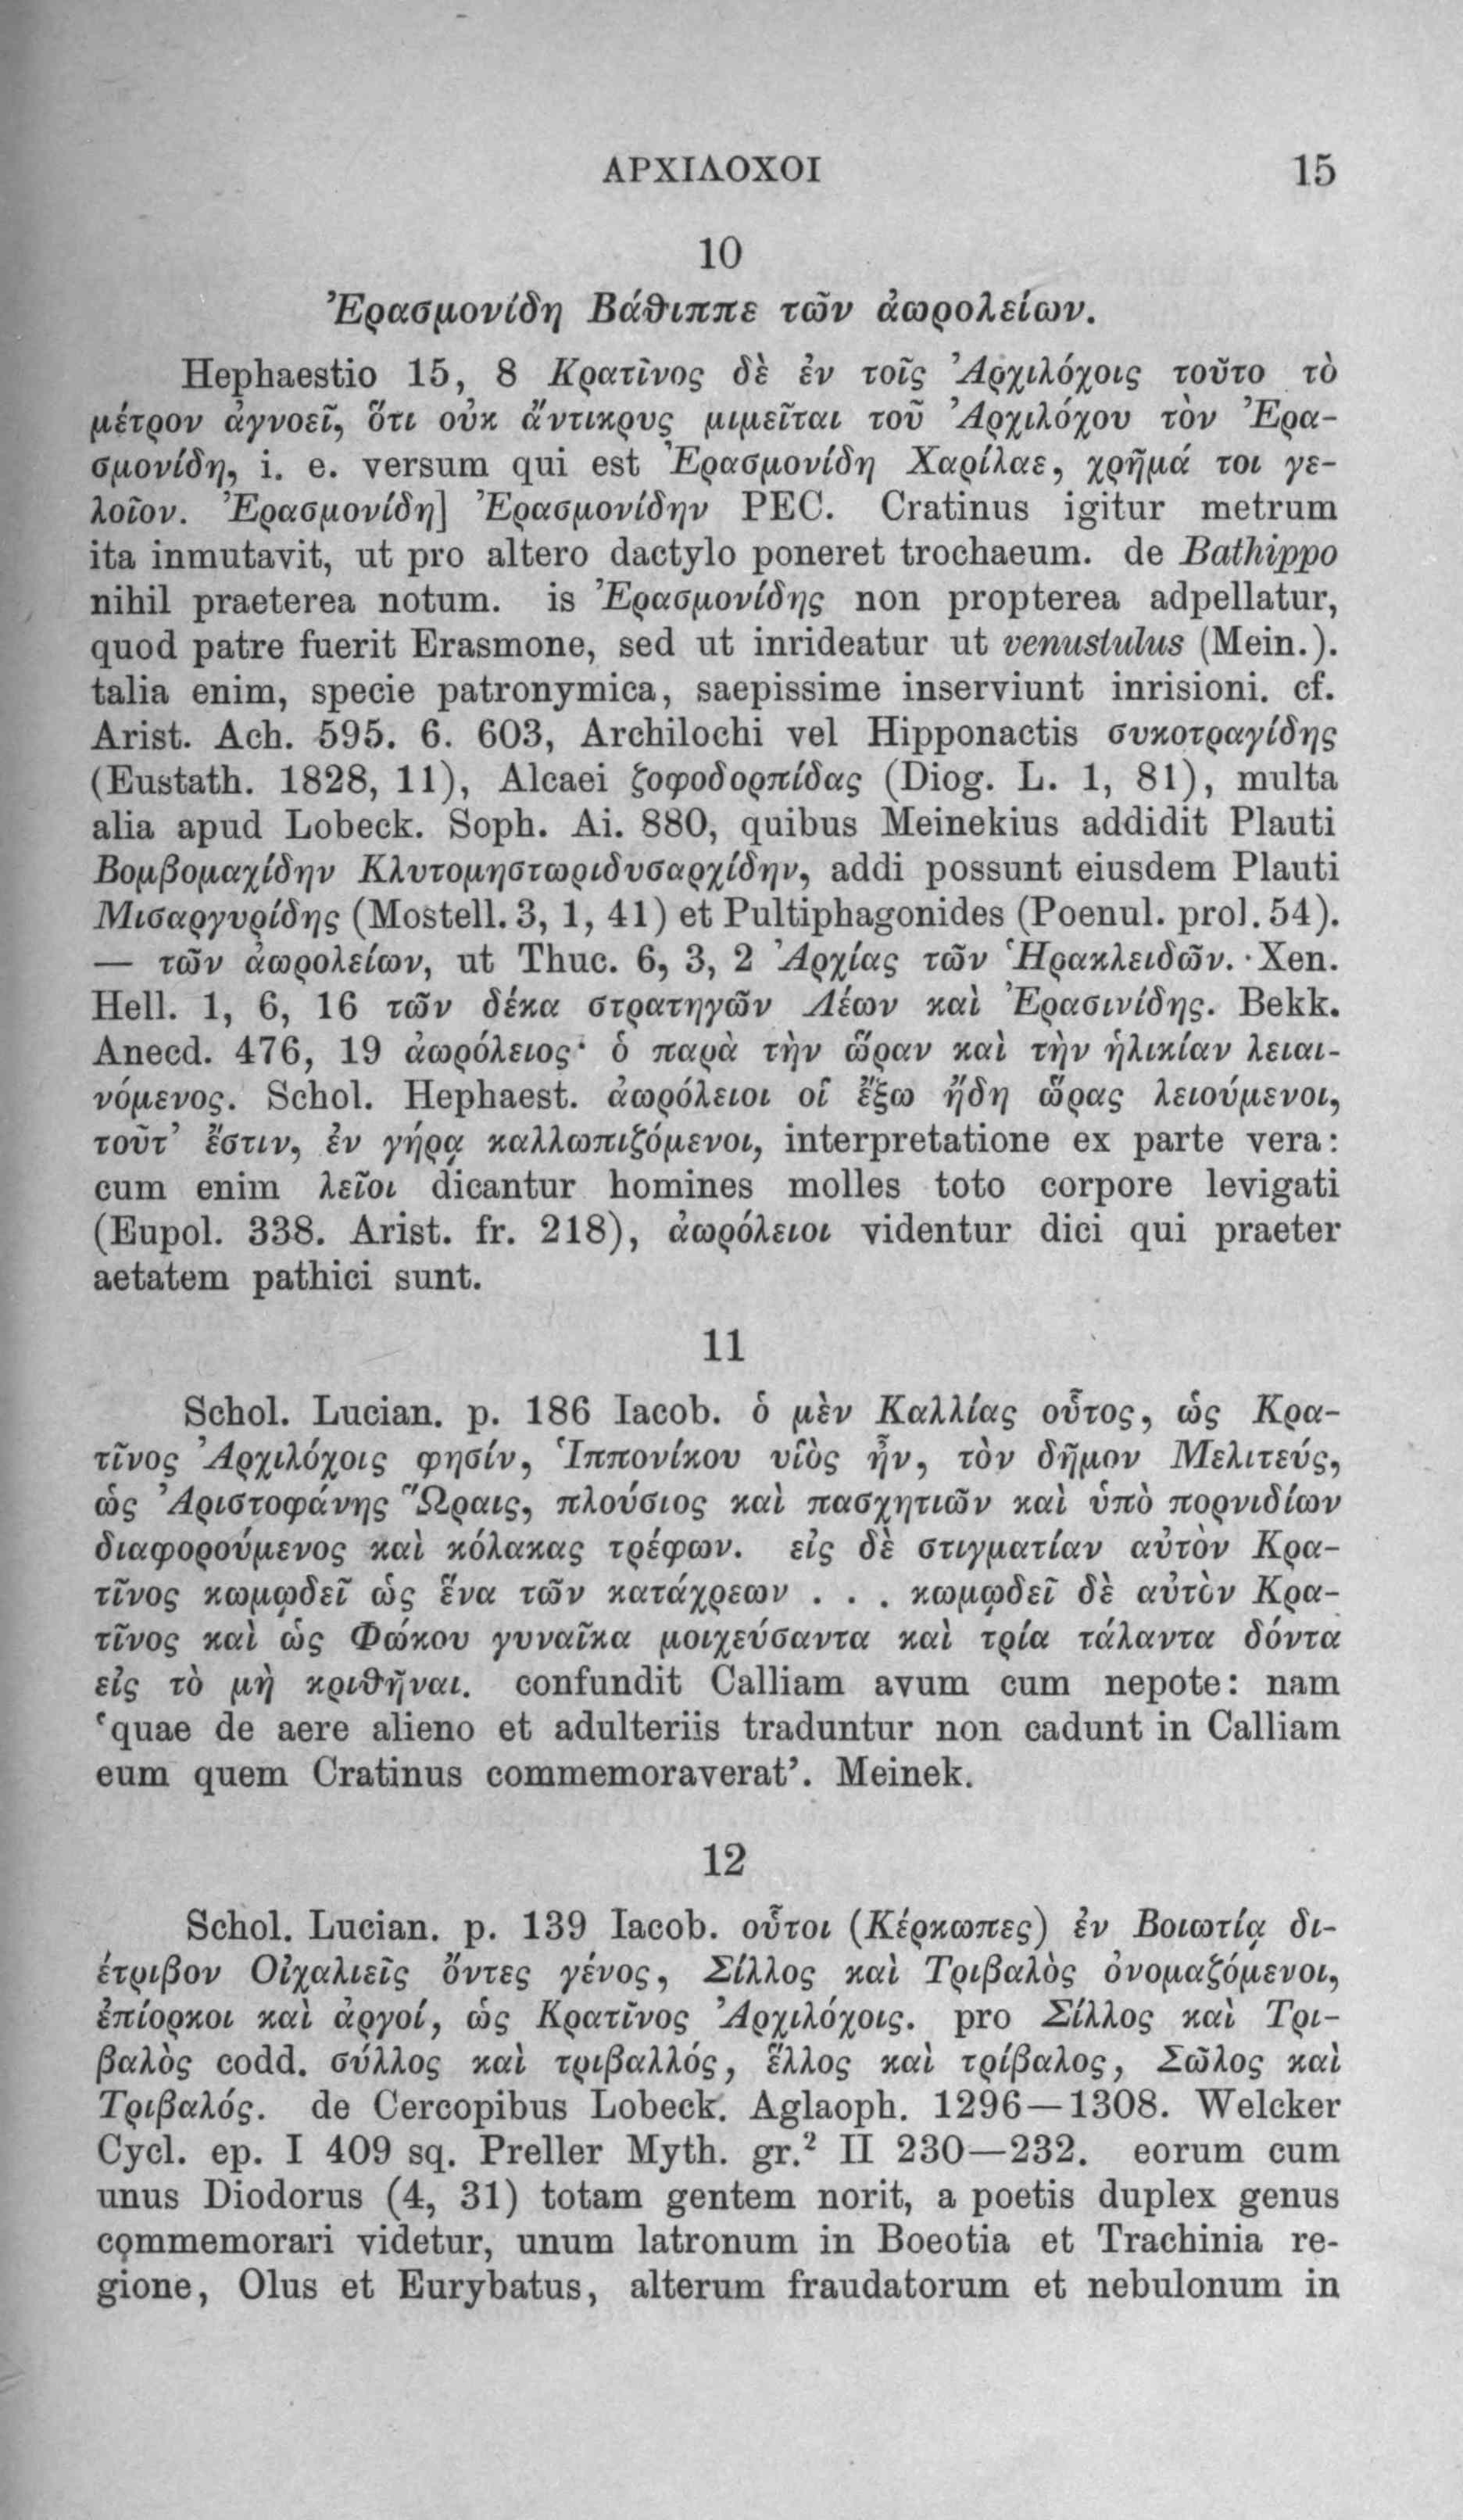 ΑΡΧΙΛΟΧΟΙ 15
10
Ἐρασμονίδη Βάθιππε τῶν ἀωρολείων.
Hephaestio 15, 8 Κρατῖνος δὲ ἐν τοῖς Ἀρχιλόχοις τοῦτο τὸ
μέτρον ἀγνοεῖ, ὅτι οὐκ ἄντικρυς μιμεῖται τοῦ Ἀρχιλόχου τὸν Ἐρα-
σμονίδη, i. e. versum qui est Ἐρασμονίδη Χαρίλαε, χρῆμά τοι γε-
λοῖον. Ἐρασμονίδη] Ἐρασμονίδην PEC. Cratinus igitur metrum
ita inmutavit, ut pro altero dactylo poneret trochaeum. de Bathippo
nihil praeterea notum. is Ἐρασμονίδης non propterea adpellatur,
quod patre fuerit Erasmone, sed ut inrideatur ut venustulus (Mein.).
talia enim, specie patronymica, saepissime inserviunt inrisioni. cf.
Arist. Ach. 595. 6. 603, Archilochi vel Hipponactis συκοτραγίδης
(Eustath. 1828, 11), Alcaei ζοφοδορπίδας (Diog. L. 1, 81), multa
alia apud Lobeck. Soph. Ai. 880, quibus Meinekius addidit Plauti
Βομβομαχίδην Κλυτομηστωριδυσαρχίδην, addi possunt eiusdem Plauti
Μισαργυρίδης (Mostell. 3, 1, 41) et Pultiphagonides (Poenul. prol. 54).
— τῶν ἀωρολείων, ut Thuc. 6, 3, 2 Ἀρχίας τῶν Ἡρακλειδῶν. Xen.
Hell. 1, 6, 16 τῶν δέκα στρατηγῶν Λέων καὶ Ἐρασινίδης. Bekk.
Anecd. 476, 19 ἀωρόλειος· ὁ παρὰ τὴν ὥραν καὶ τὴν ἡλικίαν λειαι-
νόμενος. Schol. Hephaest. ἀωρόλειοι οἱ ἔξω ἤδη ὥρας λειούμενοι,
τοῦτ’ ἔστιν, ἐν γήρᾳ καλλωπιζόμενοι, interpretatione ex parte vera:
cum enim λεῖοι dicantur homines molles toto corpore levigati
(Eupol. 338. Arist. fr. 218), ἀωρόλειοι videntur dici qui praeter
aetatem pathici sunt.
11
Schol. Lucian. p. 186 Iacob. ὁ μὲν Καλλίας οὗτος, ὡς Κρα-
τῖνος Ἀρχιλόχοις φησίν, Ἱππονίκου υἱὸς ἦν, τὸν δῆμον Μελιτεύς,
ὡς Ἀριστοφάνης Ὥραις, πλούσιος καὶ πασχητιῶν καὶ ὑπὸ πορνιδίων
διαφορούμενος καὶ κόλακας τρέφων. εἰς δὲ στιγματίαν αὐτὸν Κρα-
τῖνος κωμῳδεῖ ὡς ἕνα τῶν κατάχρεων . . . κωμῳδεῖ δὲ αὐτὸν Κρα-
τῖνος καὶ ὡς Φώκου γυναῖκα μοιχεύσαντα καὶ τρία τάλαντα δόντα
εἰς τὸ μὴ κριθῆναι. confundit Calliam avum cum nepote: nam
‘quae de aere alieno et adulteriis traduntur non cadunt in Calliam
eum quem Cratinus commemoraverat’. Meinek.
12
Schol. Lucian. p. 139 Iacob. οὗτοι (Κέρκωπες) ἐν Βοιωτίᾳ δι-
έτριβον Οἰχαλιεῖς ὄντες γένος, Σίλλος καὶ Τριβαλὸς ὀνομαζόμενοι,
ἐπίορκοι καὶ ἀργοί, ὡς Κρατῖνος Ἀρχιλόχοις. pro Σίλλος καὶ Τρι-
βαλὸς codd. σύλλος καὶ τριβαλλός, ἕλλος καὶ τρίβαλος, Σῶλος καὶ
Τριβαλός. de Cercopibus Lobeck. Aglaoph. 1296—1308. Welcker
Cycl. ep. I 409 sq. Preller Myth. gr.² II 230—232. eorum cum
unus Diodorus (4, 31) totam gentem norit, a poetis duplex genus
commemorari videtur, unum latronum in Boeotia et Trachinia re-
gione, Olus et Eurybatus, alterum fraudatorum et nebulonum in